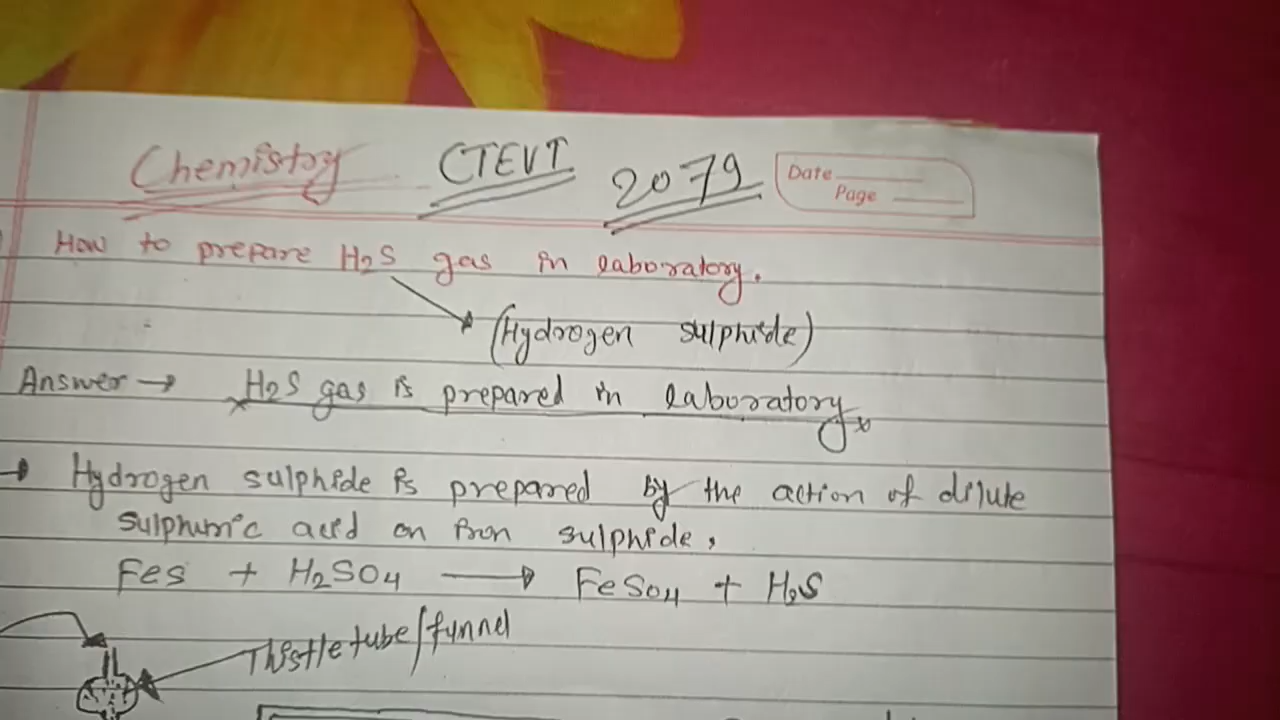 Chemistry CTEVT 2079
Date
Page
How to prepare H2S gas in laboratory.
(Hydrogen sulphide)
Answer → H2S gas is prepared in laboratory
→ Hydrogen sulphide is prepared by the action of dilute
sulphuric acid on iron sulphide,
FeS + H2SO4 → FeSO4 + H2S
Thistle tube/funnel